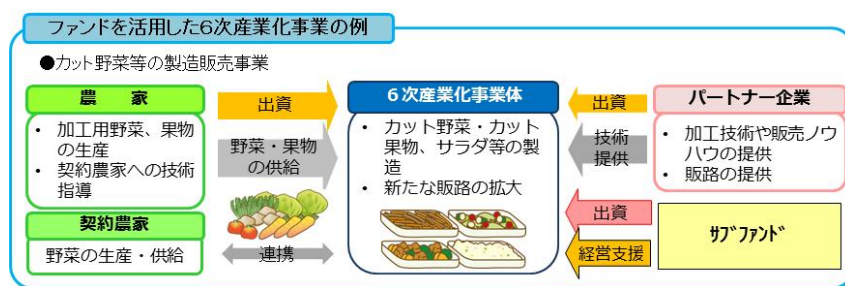 ファンドを活用した6次産業化事業の例
●カット野菜等の製造販売事業
農　家
・ 加工用野菜、果物
の生産
・ 契約農家への技術
指導
契約農家
野菜の生産・供給
出資
野菜・果物
の供給
連携
６次産業化事業体
・ カット野菜・カット
果物、サラダ等の製
造
・ 新たな販路の拡大
出資
技術
提供
出資
経営支援
パートナー企業
・ 加工技術や販売ノウ
ハウの提供
・ 販路の提供
ｻﾌﾞﾌｧﾝﾄﾞ